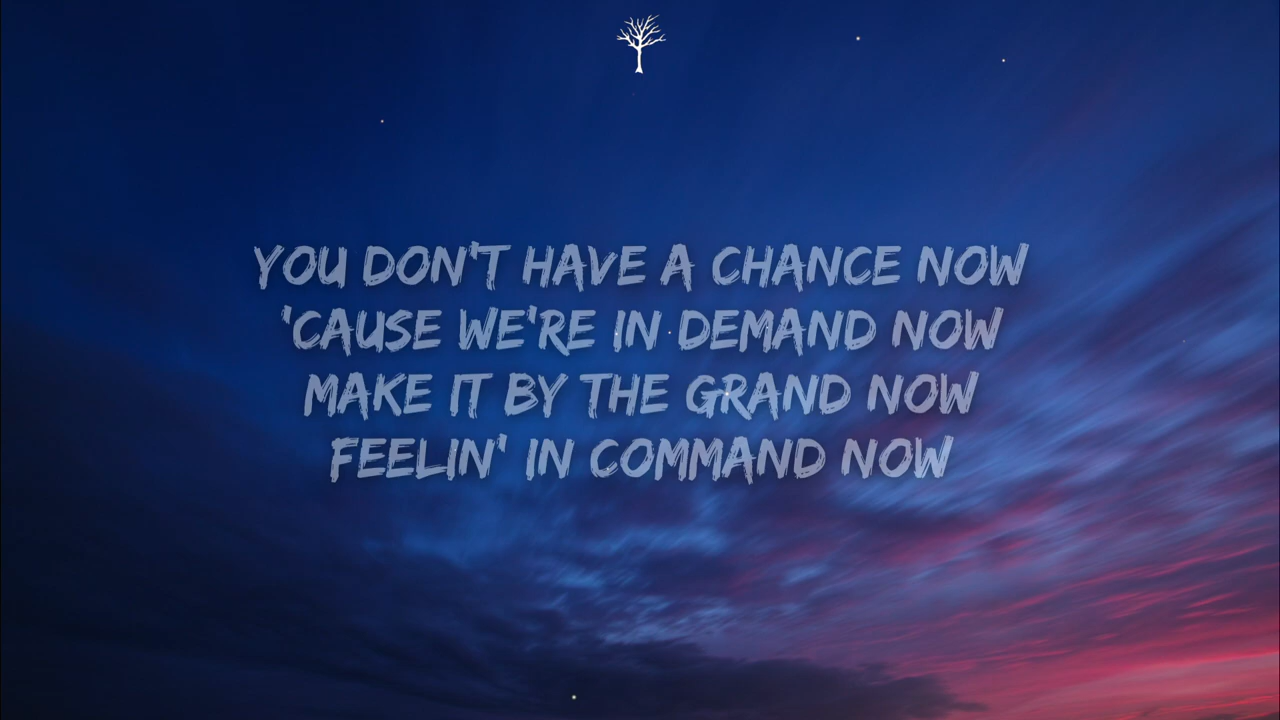 YOU DON'T HAVE A CHANCE NOW
'CAUSE WE'RE IN DEMAND NOW
MAKE IT BY THE GRAND NOW
FEELIN' IN COMMAND NOW